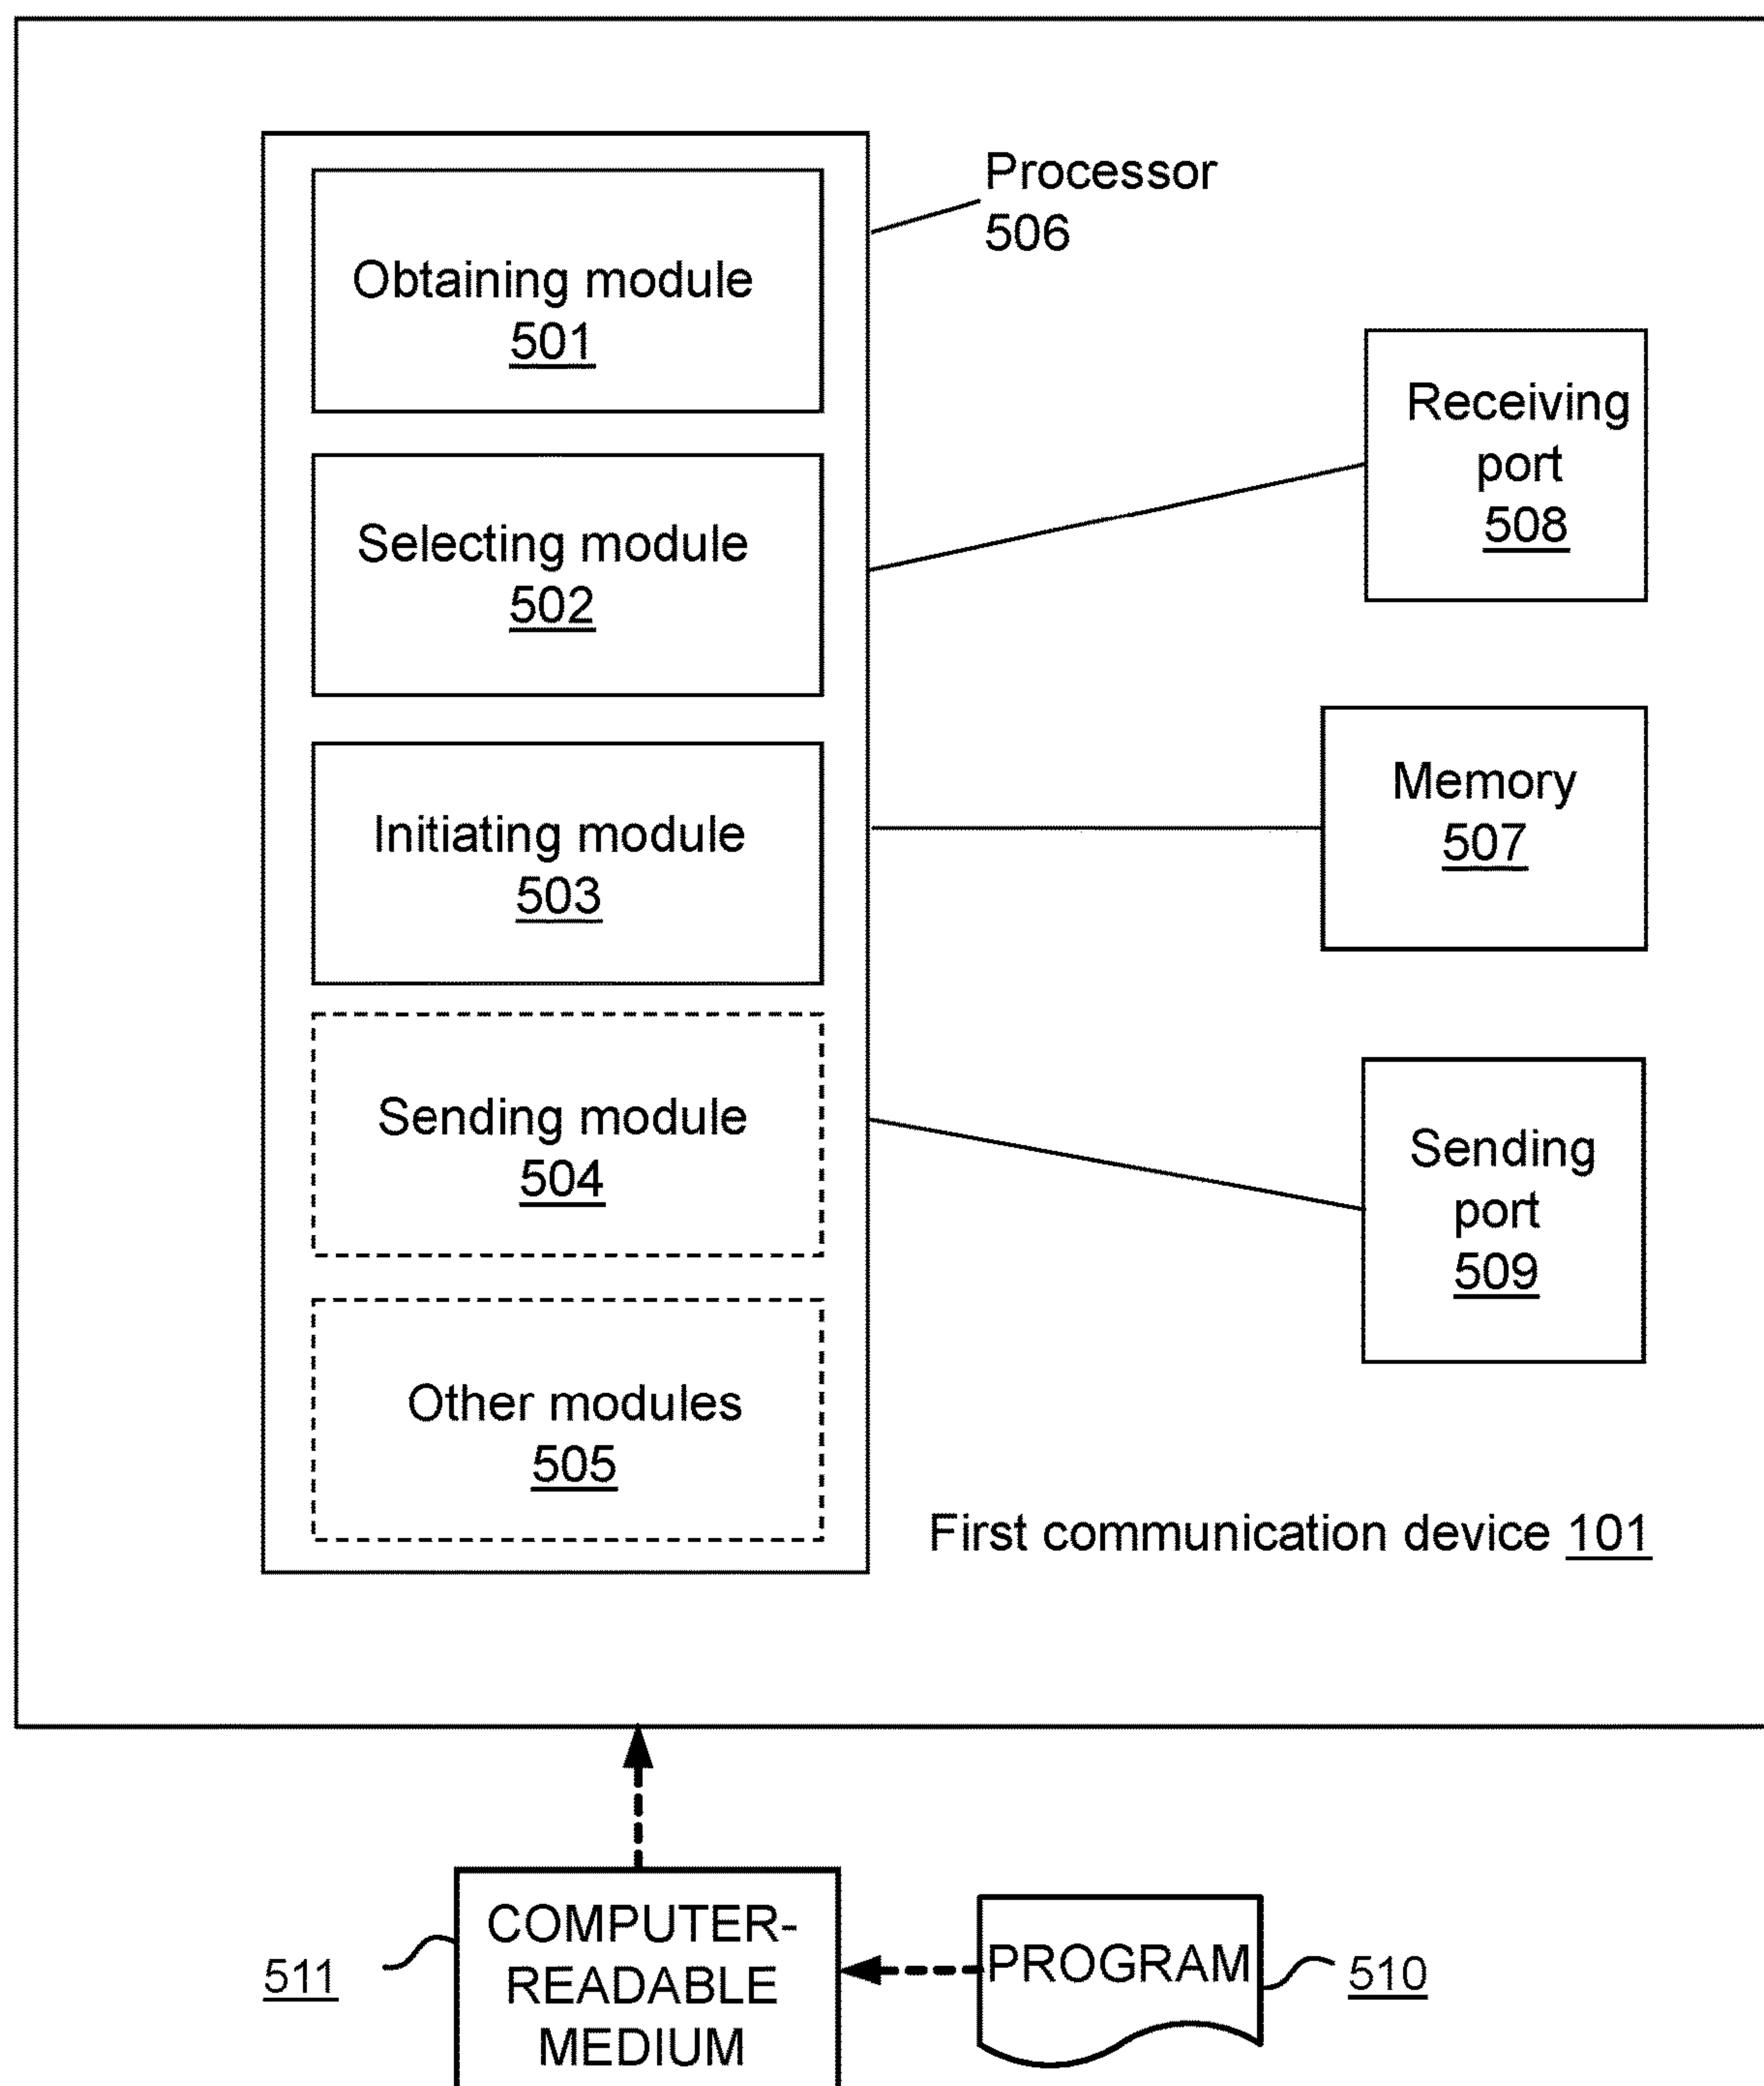 Processor
506
Obtaining module
501
Receiving
port
508
Selecting module
502
Memory
507
Initiating module
503
Sending module
504
Sending
port
509
Other modules
505
First communication device 101
COMPUTER-
READABLE
MEDIUM
511
PROGRAM
510